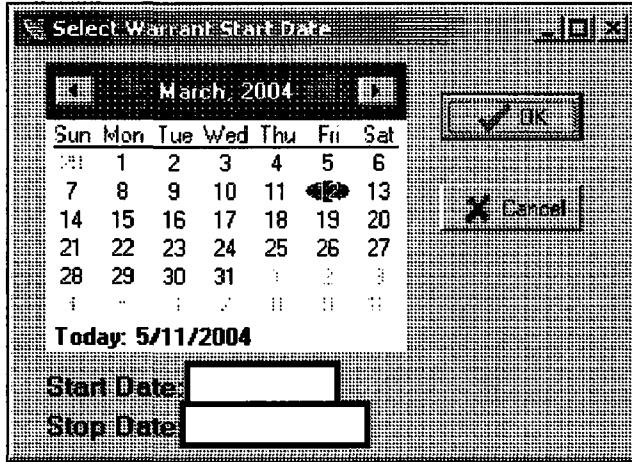 Select Warrant Start Date
March, 2004
Sun Mon Tue Wed Thu Fri Sat
1 2 3 4 5 6
7 8 9 10 11 12 13
14 15 16 17 18 19 20
21 22 23 24 25 26 27
28 29 30 31
Today: 5/11/2004
OK
Cancel
Start Date:
Stop Date